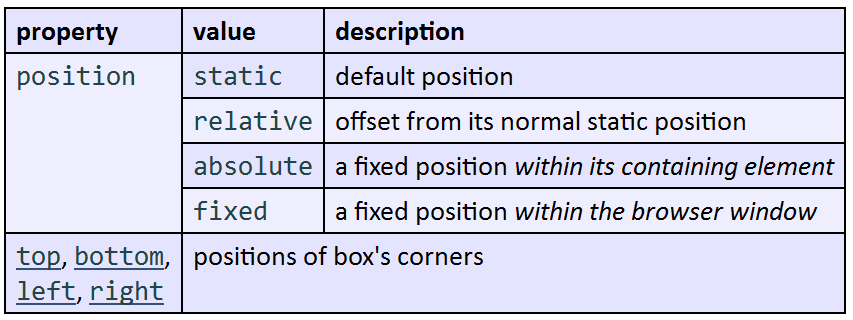 property value description
position static default position
relative offset from its normal static position
absolute a fixed position within its containing element
fixed a fixed position within the browser window
top, bottom, positions of box's corners
left, right